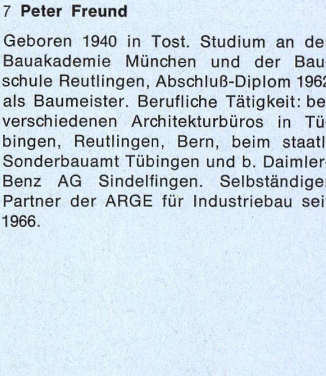 7 Peter Freund
Geboren 1940 in Tost. Studium an de
Bauakademie München und der Bau-
schule Reutlingen, Abschluß-Diplom 1962
als Baumeister. Berufliche Tätigkeit: be
verschiedenen Architekturbüros in Tü-
bingen, Reutlingen, Bern, beim staatl.
Sonderbauamt Tübingen und b. Daimler-
Benz AG Sindelfingen. Selbständiger
Partner der ARGE für Industriebau seit
1966.